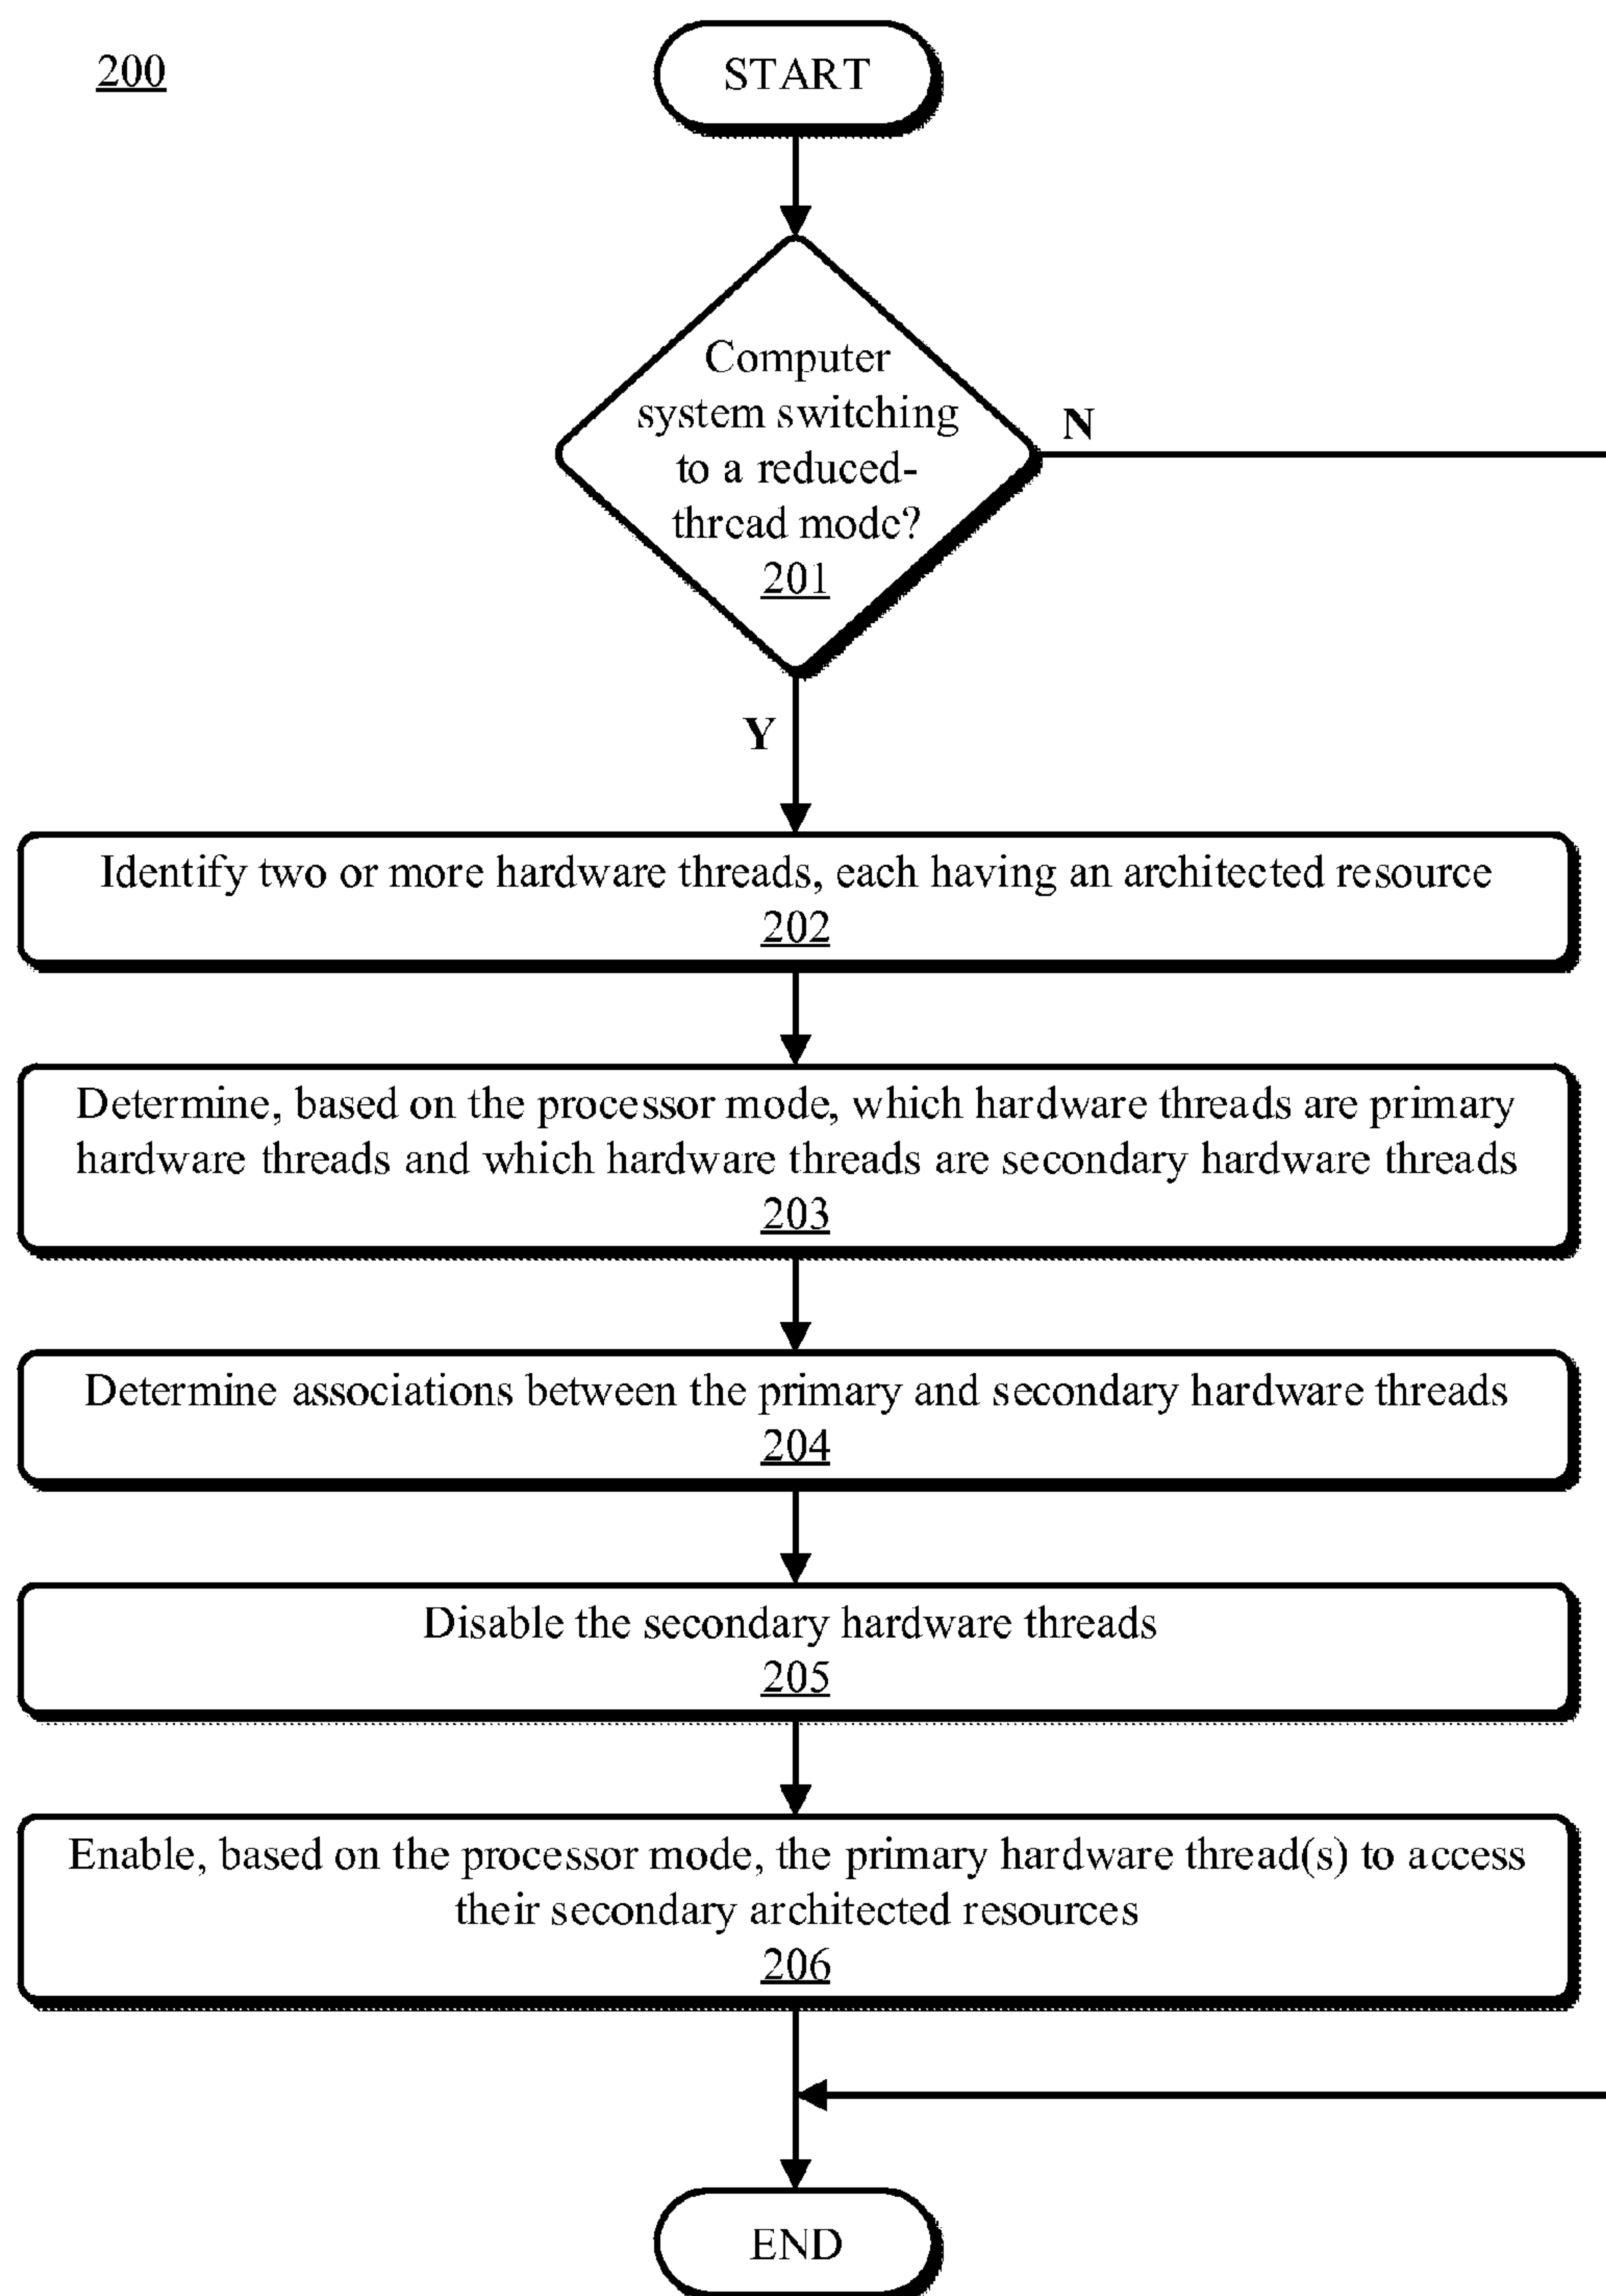 200
START
Computer
system switching
to a reduced-
thread mode?
201
N
Y
Identify two or more hardware threads, each having an architected resource
202
Determine, based on the processor mode, which hardware threads are primary
hardware threads and which hardware threads are secondary hardware threads
203
Determine associations between the primary and secondary hardware threads
204
Disable the secondary hardware threads
205
Enable, based on the processor mode, the primary hardware thread(s) to access
their secondary architected resources
206
END